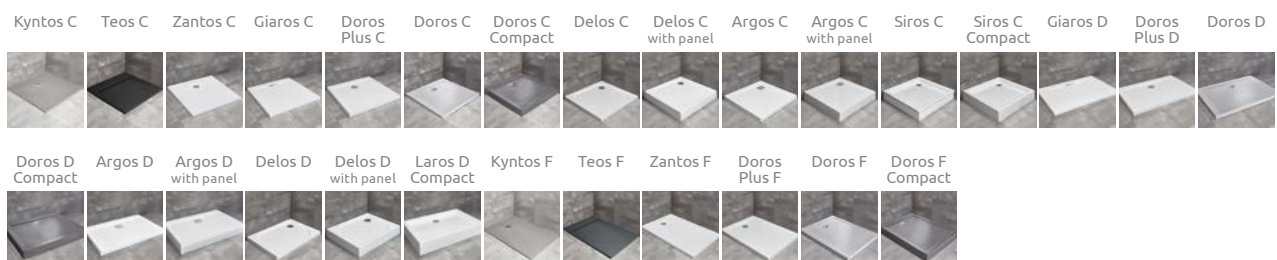 Kyntos C
Teos C
Zantos C
Giaros C
Doros
Plus C
Doros C
Doros C
Compact
Delos C
Delos C
with panel
Argos C
Argos C
with panel
Siros C
Siros C
Compact
Giaros D
Doros
Plus D
Doros D
Doros D
Compact
Argos D
Argos D
with panel
Delos D
Delos D
with panel
Laros D
Compact
Kyntos F
Teos F
Zantos F
Doros
Plus F
Doros F
Doros F
Compact